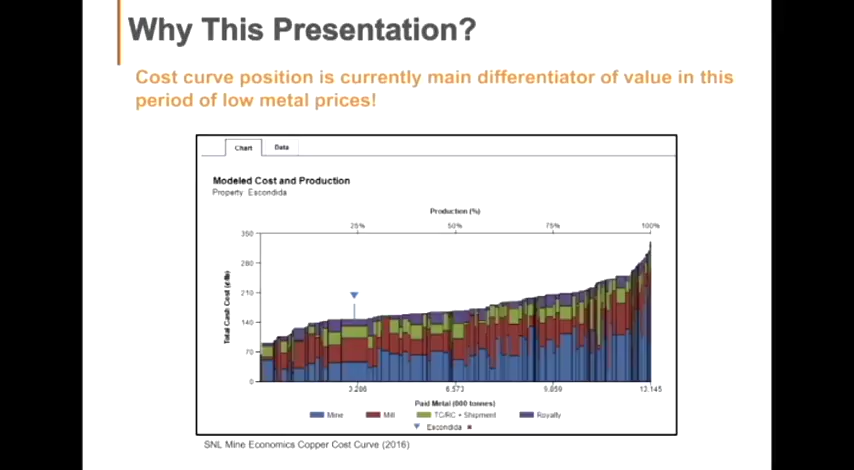 Why This Presentation?
Cost curve position is currently main differentiator of value in this
period of low metal prices!
Chart Data
Modeled Cost and Production
Property Escondida
Production (%)
25% 50% 75% 100%
350
280
210
140
70
0
Total Cash Cost (¢/lb)
3,286 6,573 9,859 13,145
Paid Metal (000 tonnes)
Mine Mill TC/RC + Shipment Royalty
Escondida
SNL Mine Economics Copper Cost Curve (2016)